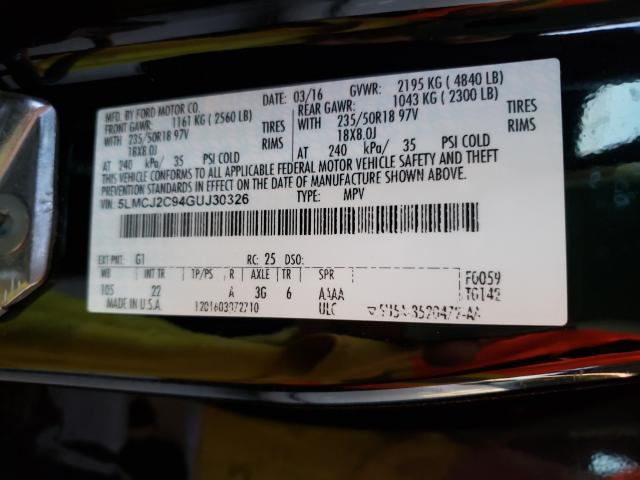 MFD. BY FORD MOTOR CO.
DATE: 03/16 GVWR: 2195 KG ( 4840 LB)
FRONT GAWR: 1161 KG ( 2560 LB) REAR GAWR: 1043 KG ( 2300 LB)
WITH 235/50R18 97V TIRES WITH 235/50R18 97V TIRES
18X8.0J RIMS 18X8.0J RIMS
AT 240 kPa/ 35 PSI COLD AT 240 kPa/ 35 PSI COLD
THIS VEHICLE CONFORMS TO ALL APPLICABLE FEDERAL MOTOR VEHICLE SAFETY AND THEFT
PREVENTION STANDARDS IN EFFECT ON THE DATE OF MANUFACTURE SHOWN ABOVE.
VIN: 5LMCJ2C94GUJ30326 TYPE: MPV
EXT PNT: G1 RC: 25 DSO:
WB INT TR TP/PS R AXLE TR SPR F0059
105 22 A 3G 6 AAAA TG142
MADE IN U.S.A. ULC